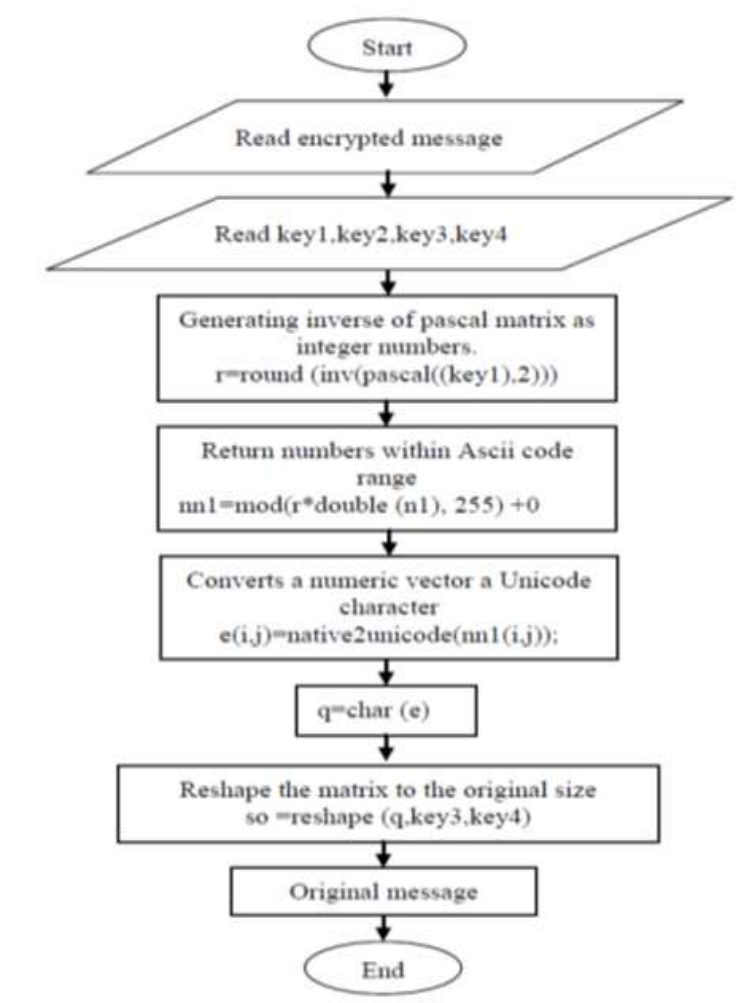 Start
Read encrypted message
Read key1,key2,key3,key4
Generating inverse of pascal matrix as
integer numbers.
r=round (inv(pascal((key1),2)))
Return numbers within Ascii code
range
nn1=mod(r*double (n1), 255) +0
Converts a numeric vector a Unicode
character
e(i,j)=native2unicode(nn1(i,j));
q=char (e)
Reshape the matrix to the original size
so =reshape (q,key3,key4)
Original message
End